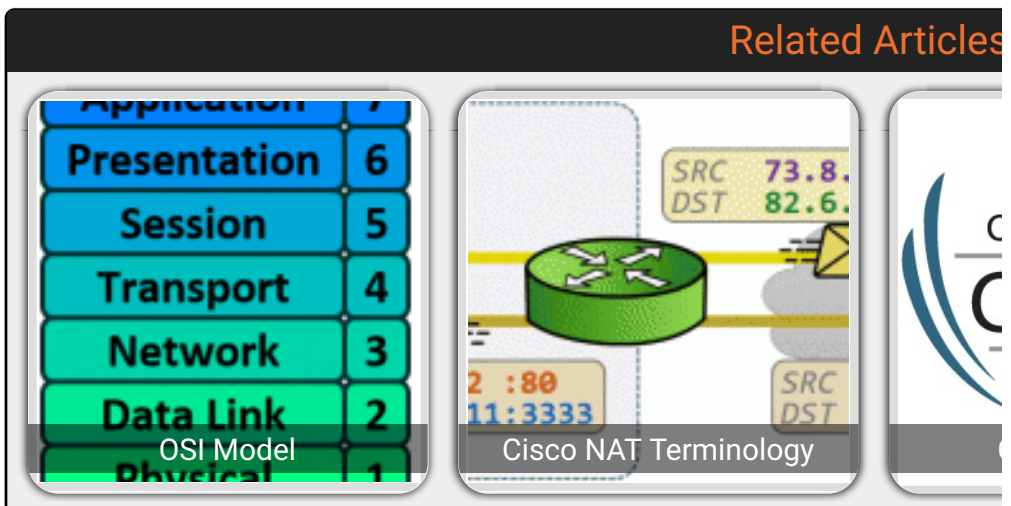 Related Articles
Application 7
Presentation 6
Session 5
Transport 4
Network 3
Data Link 2
Physical 1
OSI Model
SRC 73.8.
DST 82.6.
2 :80
11:3333
SRC
DST
Cisco NAT Terminology